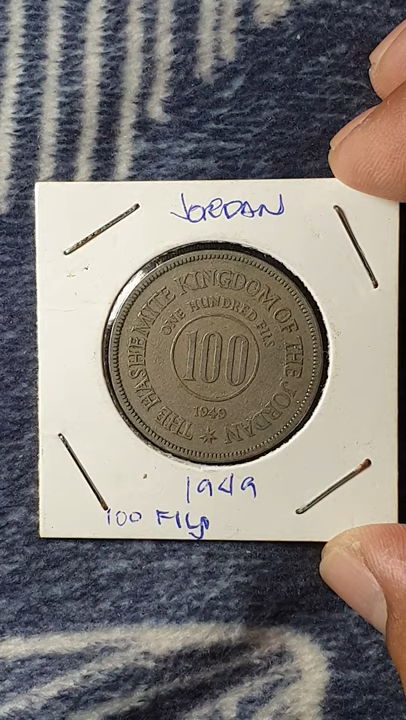 JORDAN
THE HASHEMITE KINGDOM OF THE JORDAN
ONE HUNDRED FILS
100
1949
1949
100 Fils